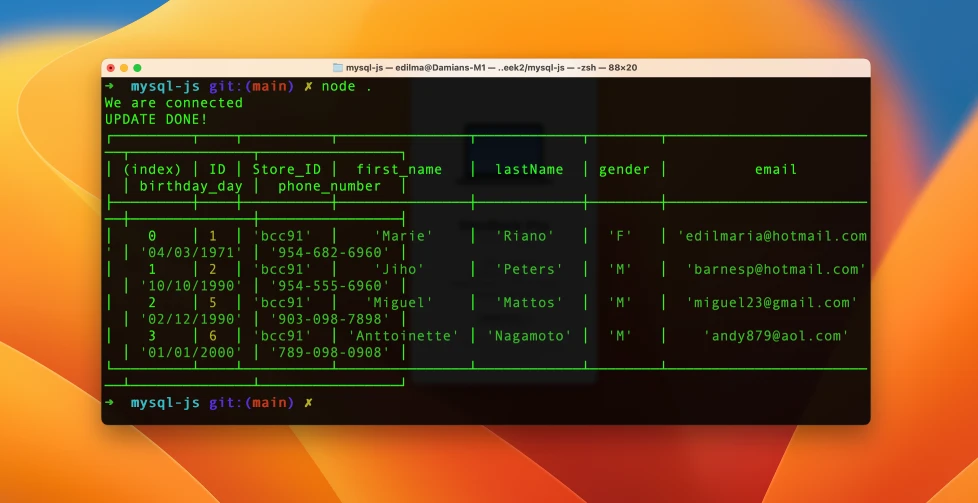 mysql-js — edilma@Damians-M1 — ..eek2/mysql-js — -zsh — 88×20
➜ mysql-js git:(main) ✗ node .
We are connected
UPDATE DONE!
│ (index) │ ID │ Store_ID │ first_name │ lastName │ gender │ email
│ birthday_day │ phone_number │
│ 0 │ 1 │ 'bcc91' │ 'Marie' │ 'Riano' │ 'F' │ 'edilmaria@hotmail.com
' │ '04/03/1971' │ '954-682-6960' │
│ 1 │ 2 │ 'bcc91' │ 'Jiho' │ 'Peters' │ 'M' │ 'barnesp@hotmail.com'
│ '10/10/1990' │ '954-555-6960' │
│ 2 │ 5 │ 'bcc91' │ 'Miguel' │ 'Mattos' │ 'M' │ 'miguel23@gmail.com'
│ '02/12/1990' │ '903-098-7898' │
│ 3 │ 6 │ 'bcc91' │ 'Anttoinette' │ 'Nagamoto' │ 'M' │ 'andy879@aol.com'
│ '01/01/2000' │ '789-098-0908' │
➜ mysql-js git:(main) ✗